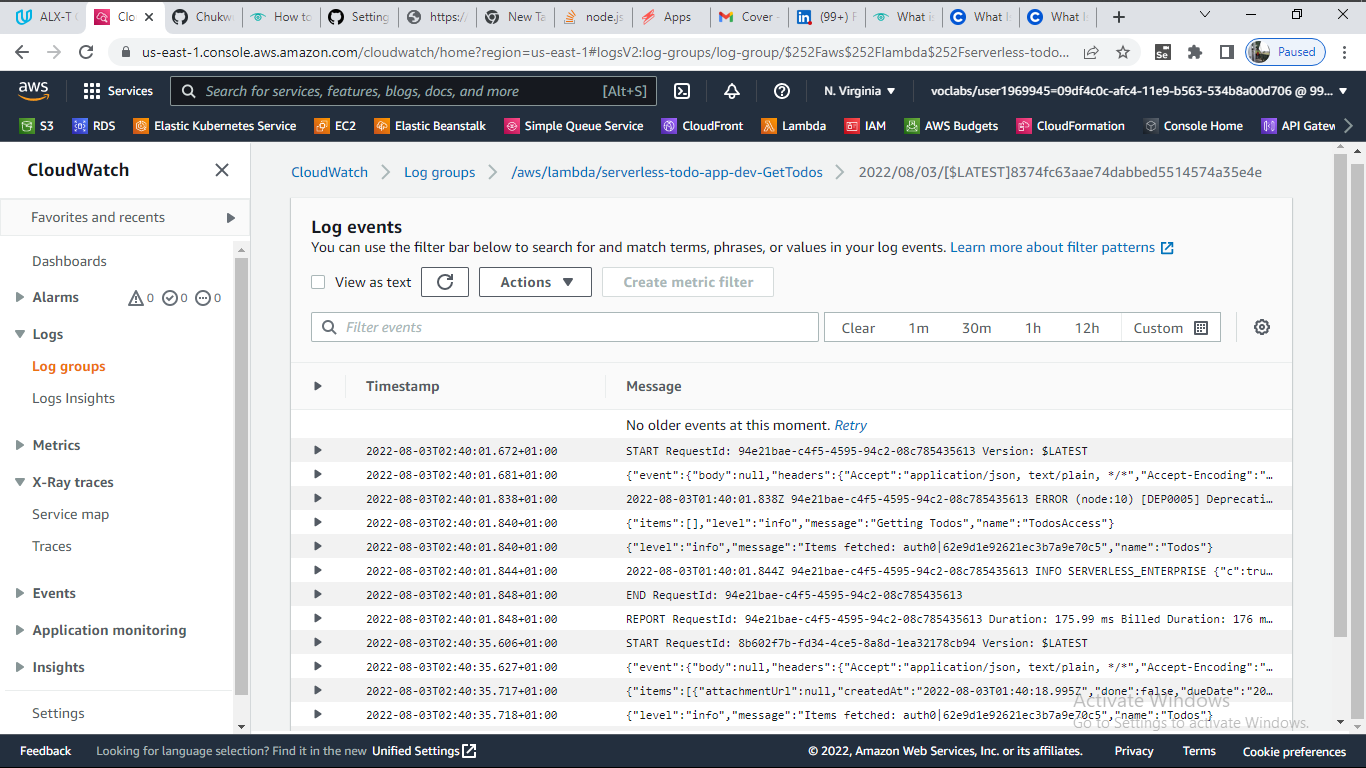 ALX-T Clo Chukw How to Setting https:/ New Ta node.js Apps Cover - (99+) F What is What Is What Is
us-east-1.console.aws.amazon.com/cloudwatch/home?region=us-east-1#logsV2:log-groups/log-group/$252Faws$252Flambda$252Fserverless-todo... Se Paused
aws Services Search for services, features, blogs, docs, and more [Alt+S] N. Virginia voclabs/user1969945=09df4c0c-afc4-11e9-b563-534b8a00d706 @ 99...
S3 RDS Elastic Kubernetes Service EC2 Elastic Beanstalk Simple Queue Service CloudFront Lambda IAM AWS Budgets CloudFormation Console Home API Gatew
CloudWatch
Favorites and recents
Dashboards
Alarms 0 0 0
Logs
Log groups
Logs Insights
Metrics
X-Ray traces
Service map
Traces
Events
Application monitoring
Insights
Settings
CloudWatch Log groups /aws/lambda/serverless-todo-app-dev-GetTodos 2022/08/03/[$LATEST]8374fc63aae74dabbed5514574a35e4e
Log events
You can use the filter bar below to search for and match terms, phrases, or values in your log events. Learn more about filter patterns
View as text Actions Create metric filter
Filter events Clear 1m 30m 1h 12h Custom
Timestamp Message
No older events at this moment. Retry
2022-08-03T02:40:01.672+01:00 START RequestId: 94e21bae-c4f5-4595-94c2-08c785435613 Version: $LATEST
2022-08-03T02:40:01.681+01:00 {"event":{"body":null,"headers":{"Accept":"application/json, text/plain, */*","Accept-Encoding":"…
2022-08-03T02:40:01.838+01:00 2022-08-03T01:40:01.838Z 94e21bae-c4f5-4595-94c2-08c785435613 ERROR (node:10) [DEP0005] Deprecati…
2022-08-03T02:40:01.840+01:00 {"items":[],"level":"info","message":"Getting Todos","name":"TodosAccess"}
2022-08-03T02:40:01.840+01:00 {"level":"info","message":"Items fetched: auth0|62e9d1e92621ec3b7a9e70c5","name":"Todos"}
2022-08-03T02:40:01.844+01:00 2022-08-03T01:40:01.844Z 94e21bae-c4f5-4595-94c2-08c785435613 INFO SERVERLESS_ENTERPRISE {"c":tru…
2022-08-03T02:40:01.848+01:00 END RequestId: 94e21bae-c4f5-4595-94c2-08c785435613
2022-08-03T02:40:01.848+01:00 REPORT RequestId: 94e21bae-c4f5-4595-94c2-08c785435613 Duration: 175.99 ms Billed Duration: 176 m…
2022-08-03T02:40:35.606+01:00 START RequestId: 8b602f7b-fd34-4ce5-8a8d-1ea32178cb94 Version: $LATEST
2022-08-03T02:40:35.627+01:00 {"event":{"body":null,"headers":{"Accept":"application/json, text/plain, */*","Accept-Encoding":"…
2022-08-03T02:40:35.717+01:00 {"items":[{"attachmentUrl":null,"createdAt":"2022-08-03T01:40:18.995Z","done":false,"dueDate":"20…
2022-08-03T02:40:35.718+01:00 {"level":"info","message":"Items fetched: auth0|62e9d1e92621ec3b7a9e70c5","name":"Todos"}
Activate Windows
Go to Settings to activate Windows.
Feedback Looking for language selection? Find it in the new Unified Settings © 2022, Amazon Web Services, Inc. or its affiliates. Privacy Terms Cookie preferences